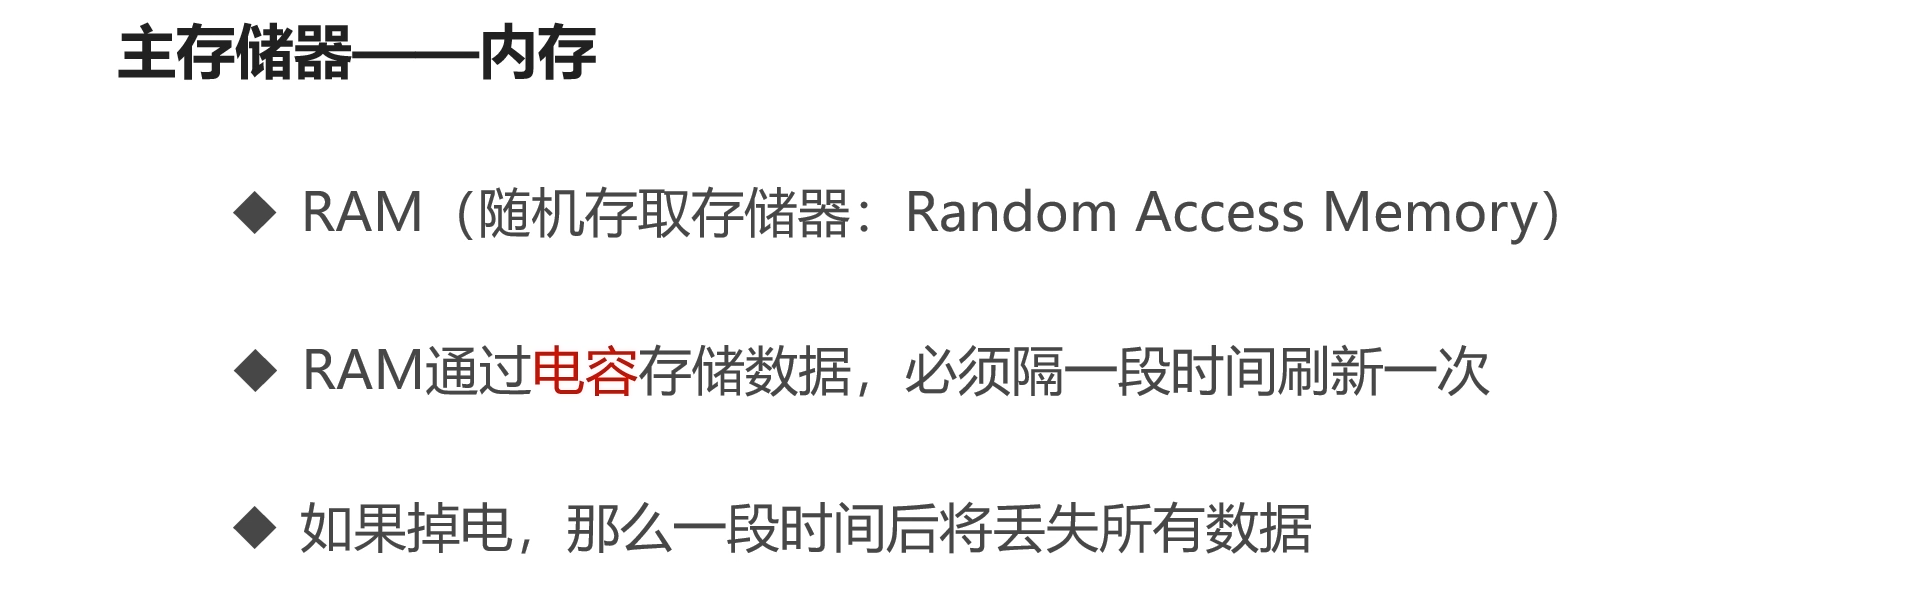 主存储器——内存
◆ RAM（随机存取存储器：Random Access Memory）
◆ RAM通过电容存储数据，必须隔一段时间刷新一次
◆ 如果掉电，那么一段时间后将丢失所有数据